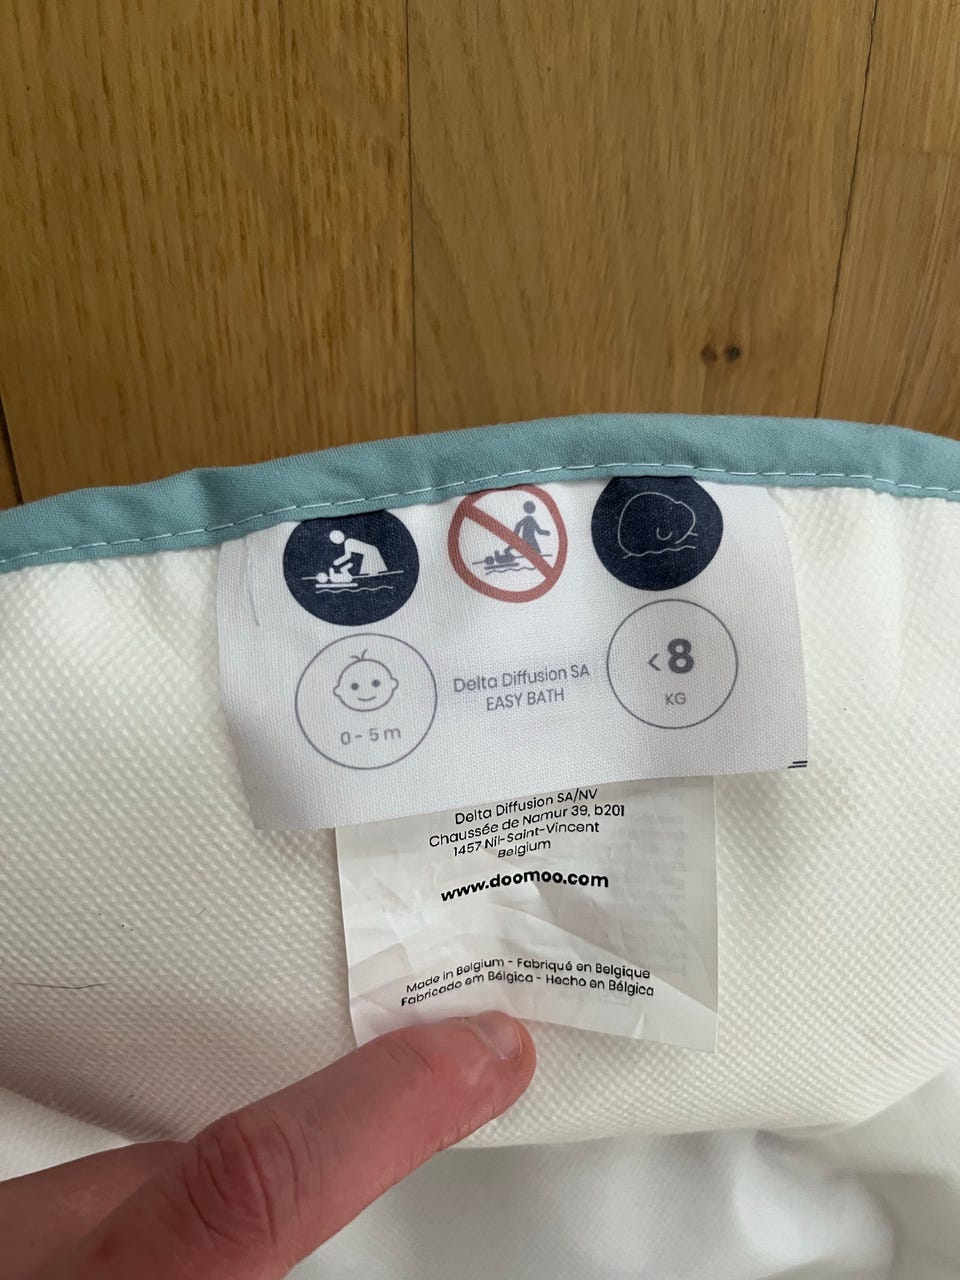 0-5m
Delta Diffusion SA
EASY BATH
<8
KG
Delta Diffusion SA/NV
Chaussée de Namur 39, b201
1457 Nil-Saint-Vincent
Belgium
www.doomoo.com
Made in Belgium - Fabriqué en Belgique
Fabricado em Bélgica - Hecho en Bélgica